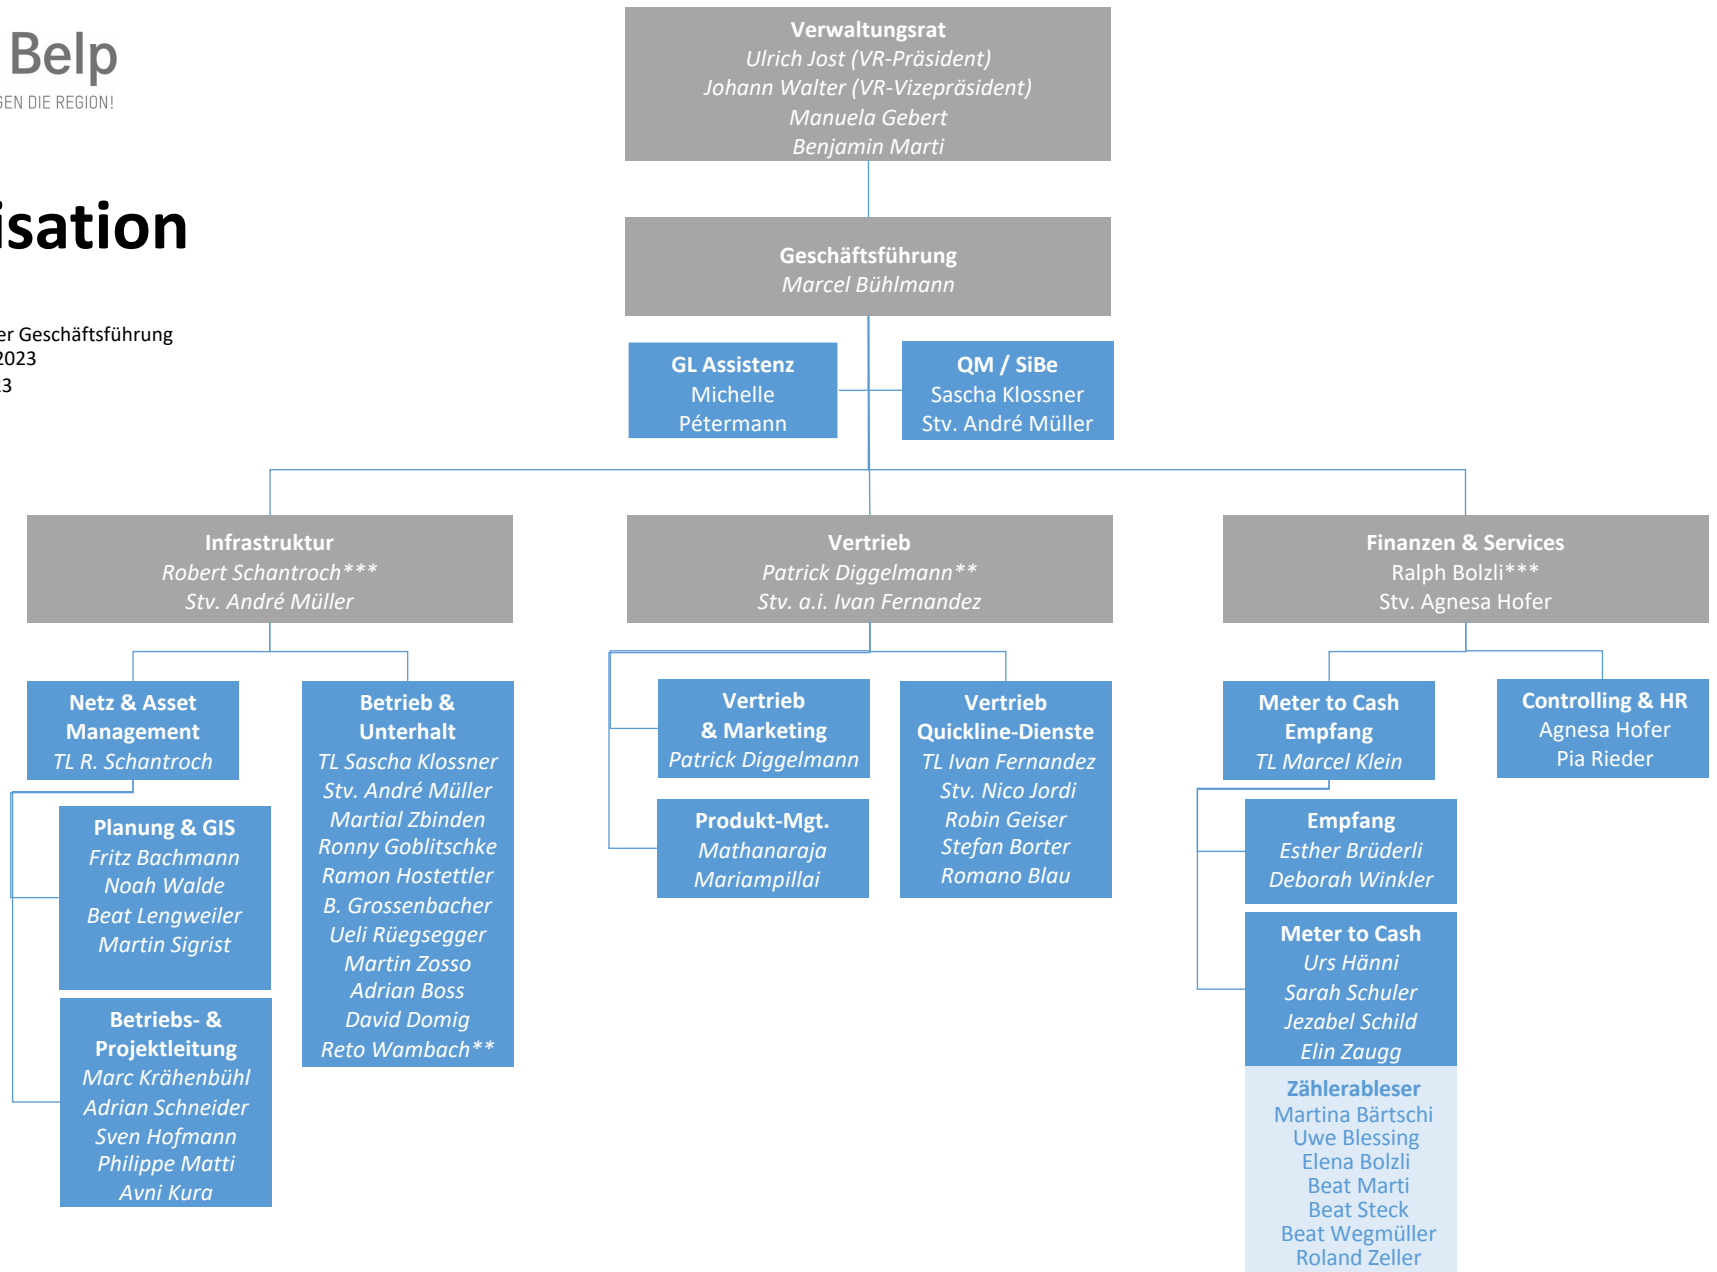 Belp
GEN DIE REGION!
isation
er Geschäftsführung
2023
23
Verwaltungsrat
Ulrich Jost (VR-Präsident)
Johann Walter (VR-Vizepräsident)
Manuela Gebert
Benjamin Marti
Geschäftsführung
Marcel Bühlmann
GL Assistenz
Michelle
Pétermann
QM / SiBe
Sascha Klossner
Stv. André Müller
Infrastruktur
Robert Schantroch***
Stv. André Müller
Vertrieb
Patrick Diggelmann**
Stv. a.i. Ivan Fernandez
Finanzen & Services
Ralph Bolzli***
Stv. Agnesa Hofer
Netz & Asset
Management
TL R. Schantroch
Planung & GIS
Fritz Bachmann
Noah Walde
Beat Lengweiler
Martin Sigrist
Betriebs- &
Projektleitung
Marc Krähenbühl
Adrian Schneider
Sven Hofmann
Philippe Matti
Avni Kura
Betrieb &
Unterhalt
TL Sascha Klossner
Stv. André Müller
Martial Zbinden
Ronny Goblitschke
Ramon Hostettler
B. Grossenbacher
Ueli Rüegsegger
Martin Zosso
Adrian Boss
David Domig
Reto Wambach**
Vertrieb
& Marketing
Patrick Diggelmann
Produkt-Mgt.
Mathanaraja
Mariampillai
Vertrieb
Quickline-Dienste
TL Ivan Fernandez
Stv. Nico Jordi
Robin Geiser
Stefan Borter
Romano Blau
Meter to Cash
Empfang
TL Marcel Klein
Empfang
Esther Brüderli
Deborah Winkler
Meter to Cash
Urs Hänni
Sarah Schuler
Jezabel Schild
Elin Zaugg
Zählerableser
Martina Bärtschi
Uwe Blessing
Elena Bolzli
Beat Marti
Beat Steck
Beat Wegmüller
Roland Zeller
Controlling & HR
Agnesa Hofer
Pia Rieder